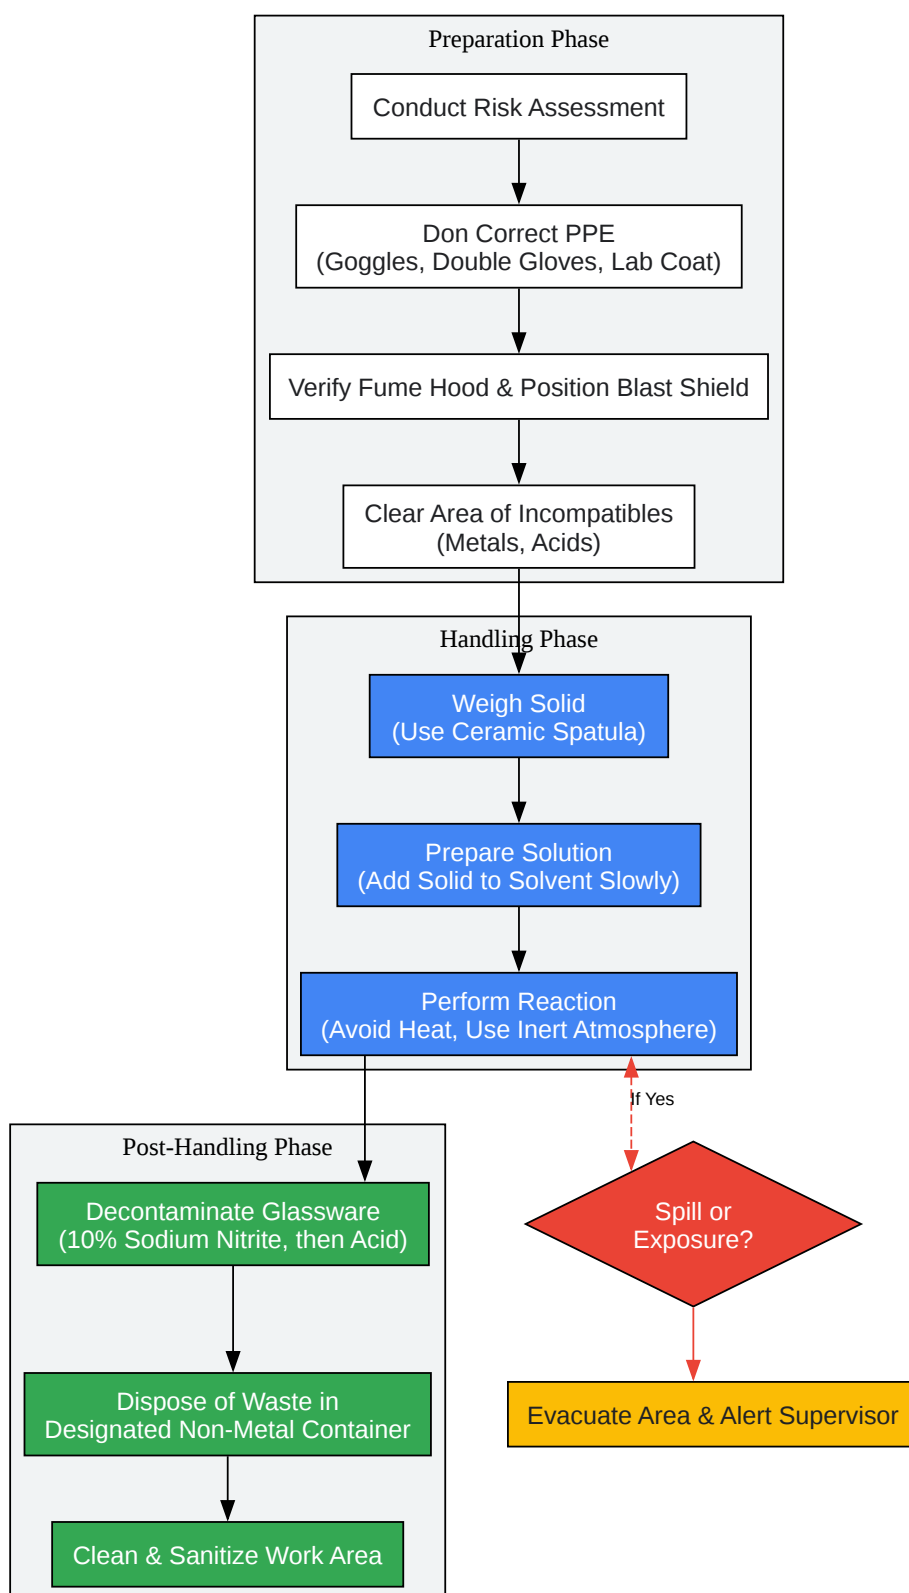 Preparation Phase
Conduct Risk Assessment
Don Correct PPE
(Goggles, Double Gloves, Lab Coat)
Verify Fume Hood & Position Blast Shield
Clear Area of Incompatibles
(Metals, Acids)
Handling Phase
Weigh Solid
(Use Ceramic Spatula)
Prepare Solution
(Add Solid to Solvent Slowly)
Perform Reaction
(Avoid Heat, Use Inert Atmosphere)
If Yes
Post-Handling Phase
Decontaminate Glassware
(10% Sodium Nitrite, then Acid)
Spill or
Exposure?
Dispose of Waste in
Designated Non-Metal Container
Evacuate Area & Alert Supervisor
Clean & Sanitize Work Area